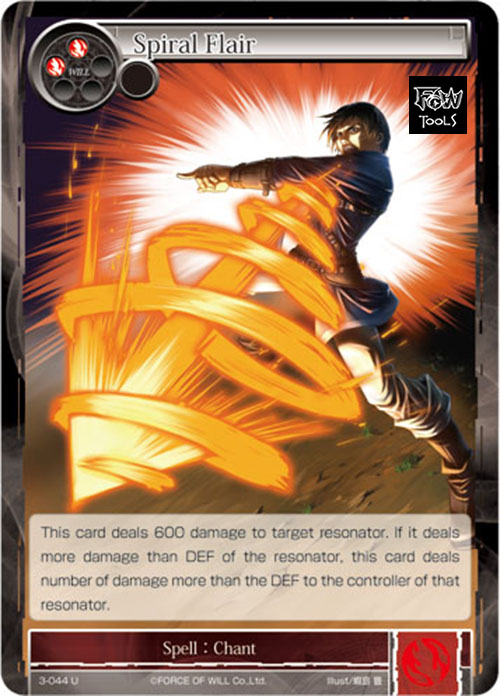 Spiral Flair
WILL
FOW
TOOLS
This card deals 600 damage to target resonator. If it deals
more damage than DEF of the resonator, this card deals
number of damage more than the DEF to the controller of that
resonator.
Spell : Chant
3-044 U
©FORCE OF WILL Co.,Ltd.
Illust/